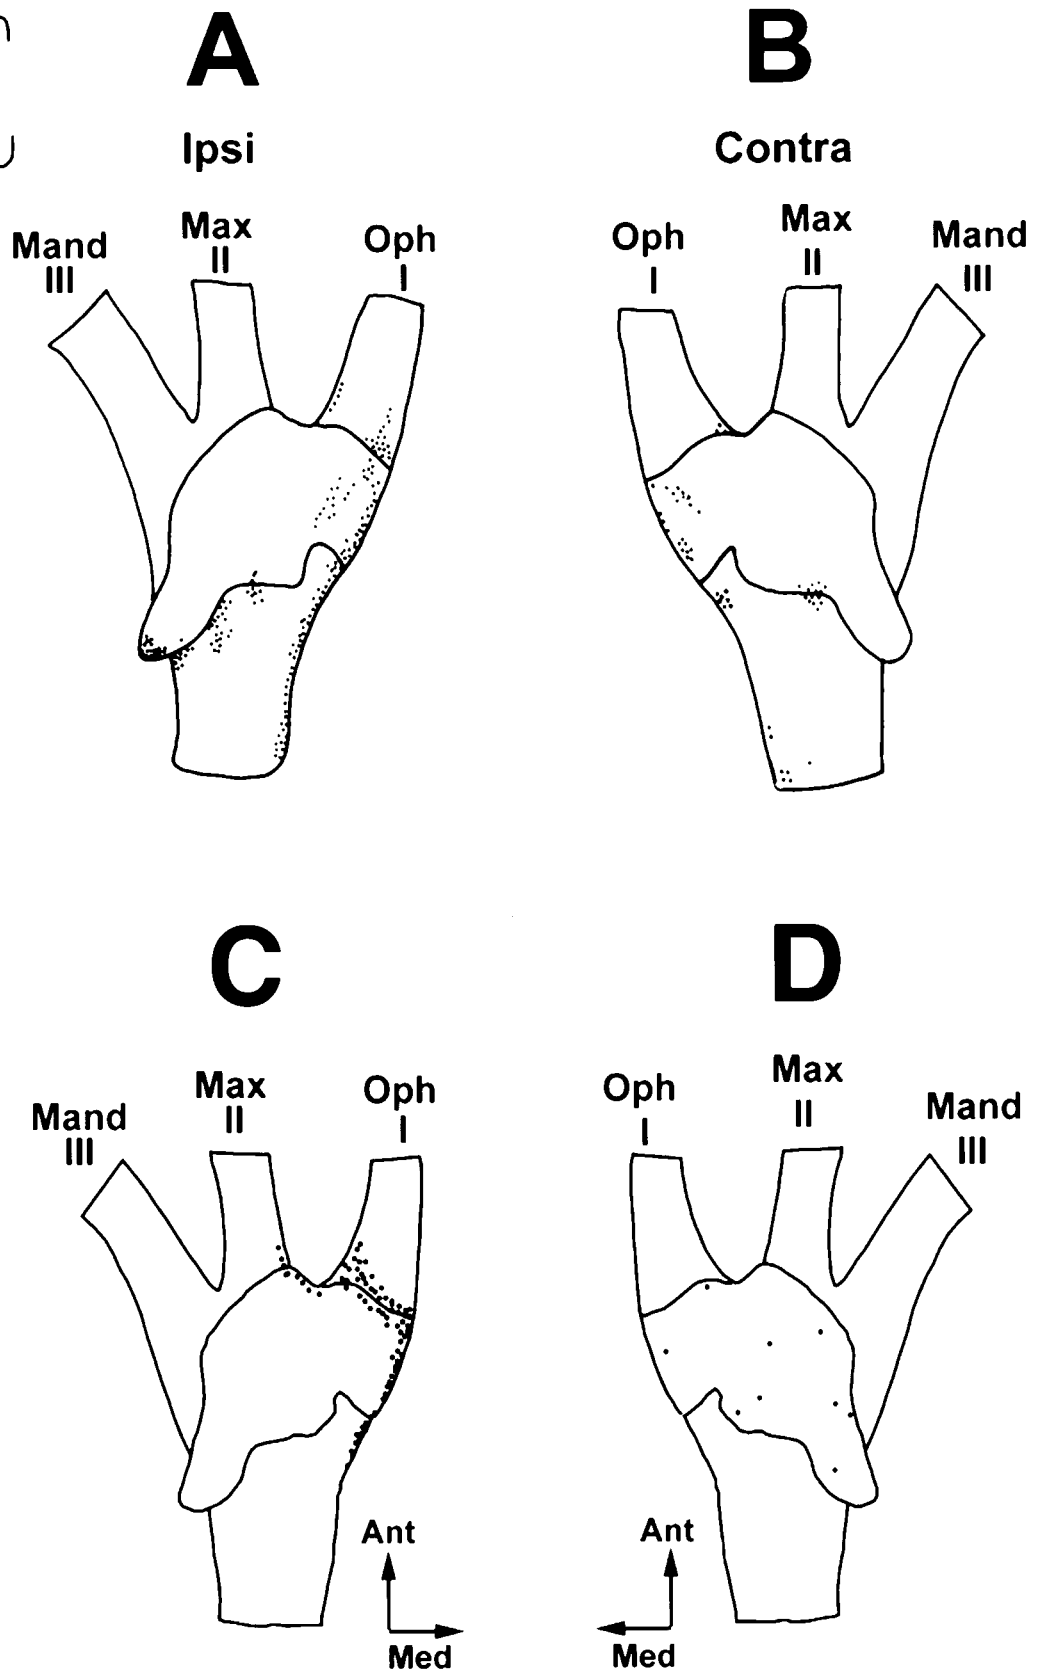 A
B
Ipsi
Contra
Mand
III
Max
II
Oph
I
Oph
I
Max
II
Mand
III
C
D
Mand
III
Max
II
Oph
I
Oph
I
Max
II
Mand
III
Ant
Med
Ant
Med